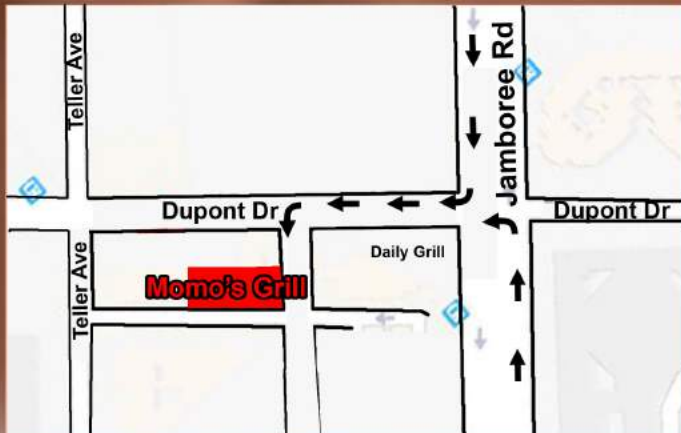 Teller Ave
Jamboree Rd
Dupont Dr
Dupont Dr
Daily Grill
Momo's Grill
Teller Ave